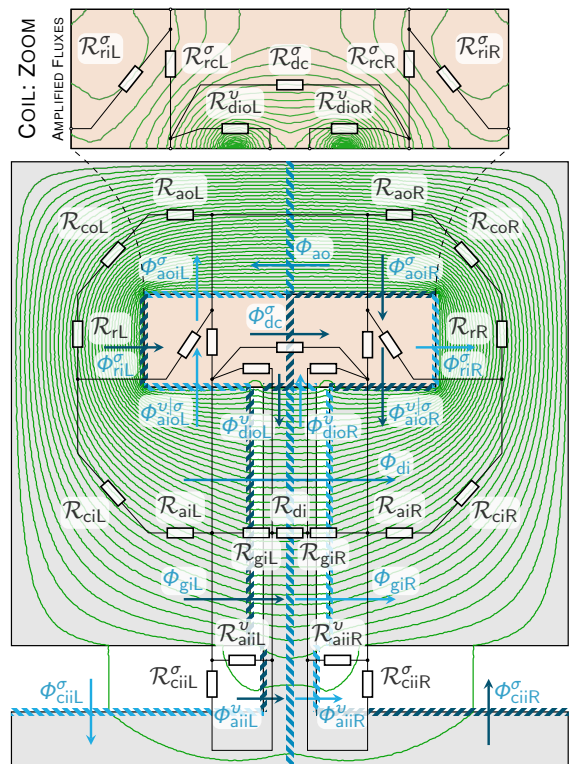 COIL: ZOOM
AMPLIFIED FLUXES
ℛ^σ_riL
ℛ^σ_rcL
ℛ^σ_dc
ℛ^σ_rcR
ℛ^σ_riR
ℛ^υ_dioL
ℛ^υ_dioR
ℛ_aoL
ℛ_aoR
ℛ_coL
ℛ_coR
Φ_ao
Φ^σ_aoiL
Φ^σ_aoiR
ℛ_rL
Φ^σ_dc
ℛ_rR
Φ^σ_riL
Φ^σ_riR
Φ^υ|σ_aioL
Φ^υ_dioL
Φ^υ_dioR
Φ^υ|σ_aioR
Φ_di
ℛ_ciL
ℛ_aiL
ℛ_di
ℛ_aiR
ℛ_ciR
ℛ_giL
ℛ_giR
Φ_giL
Φ_giR
ℛ^υ_aiiL
ℛ^υ_aiiR
ℛ^σ_ciiL
ℛ^σ_ciiR
Φ^σ_ciiL
Φ^υ_aiiL
Φ^υ_aiiR
Φ^σ_ciiR